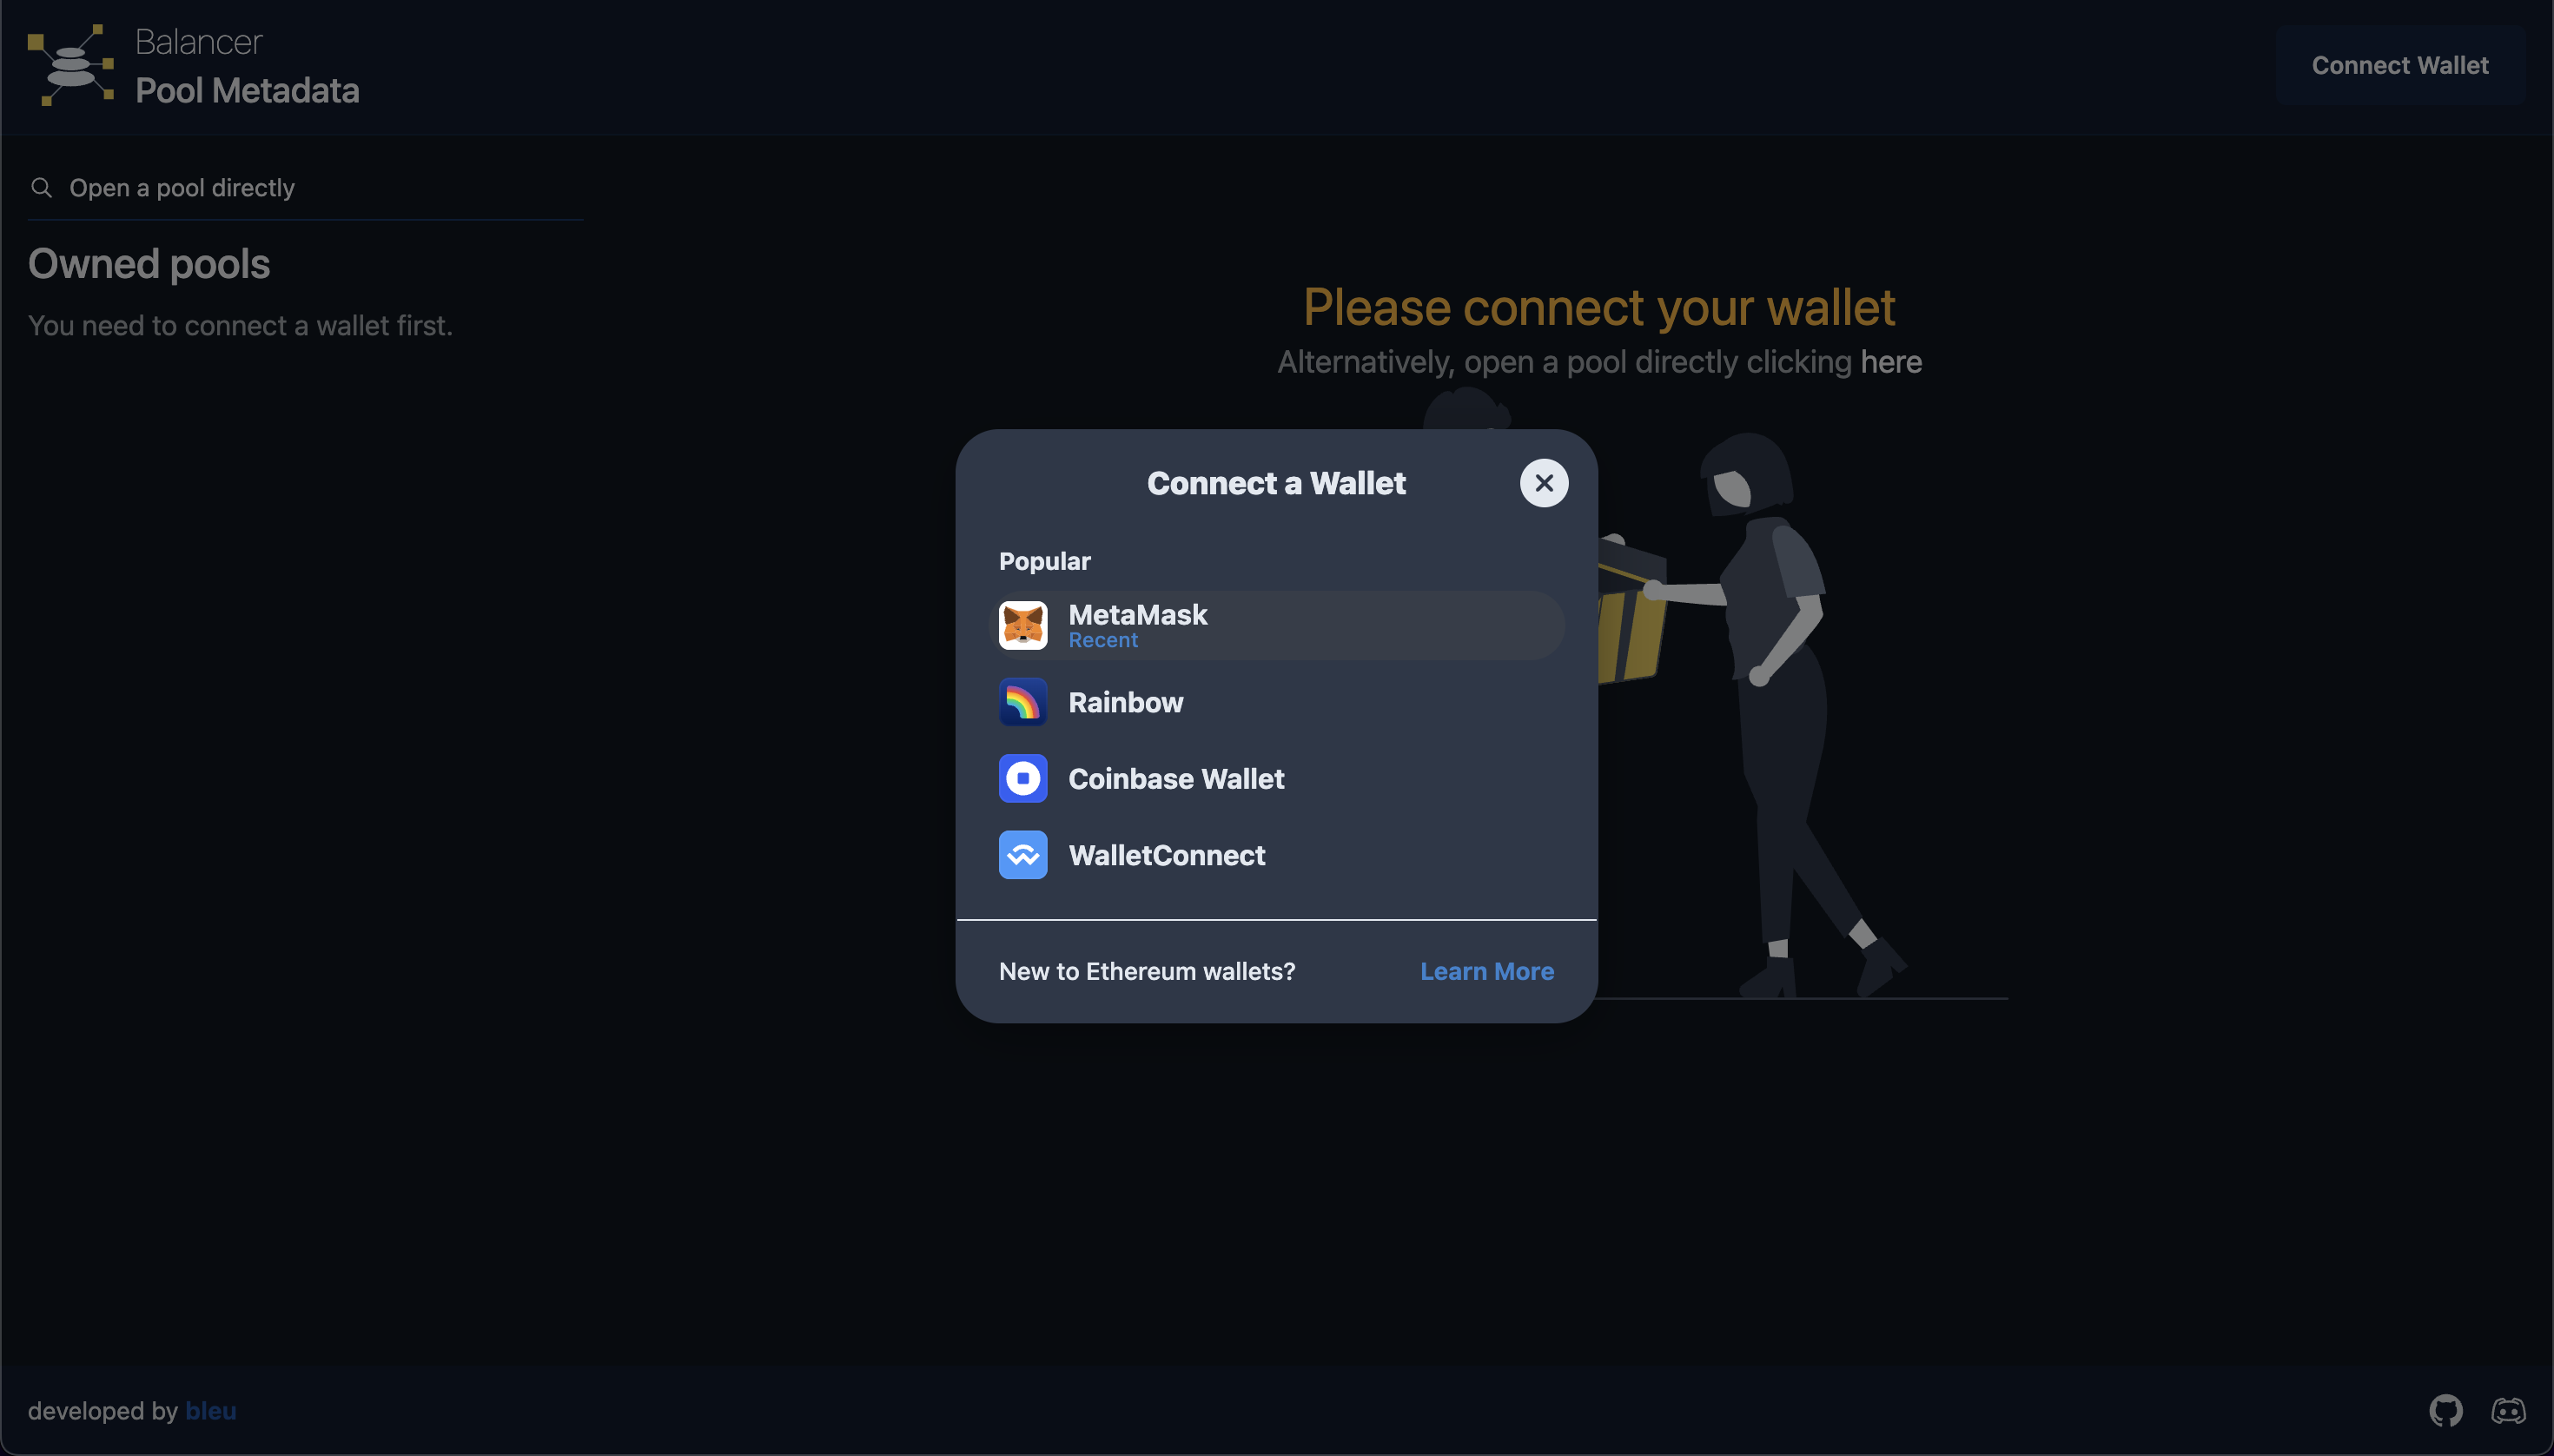 Balancer
Pool Metadata
Connect Wallet
Open a pool directly
Owned pools
You need to connect a wallet first.
Please connect your wallet
Alternatively, open a pool directly clicking here
Connect a Wallet
Popular
MetaMask
Recent
Rainbow
Coinbase Wallet
WalletConnect
New to Ethereum wallets?
Learn More
developed by bleu